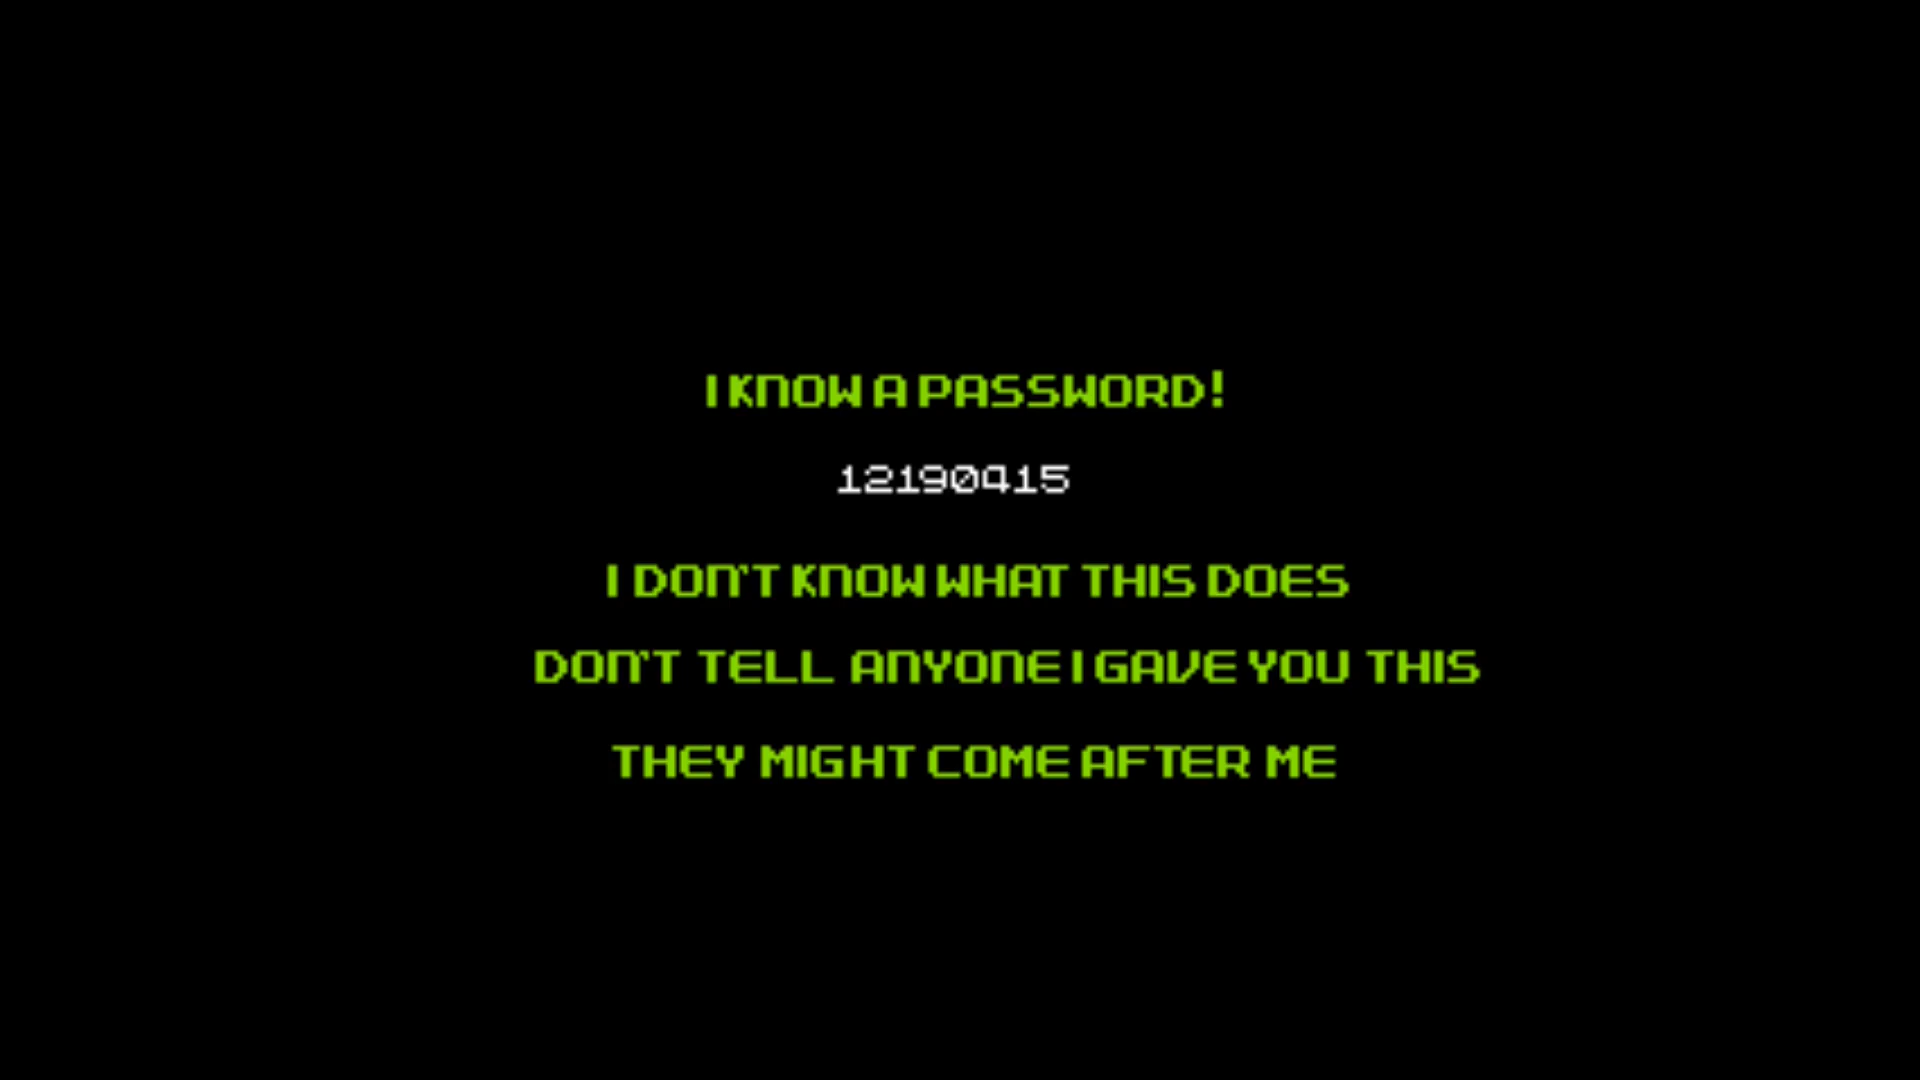 I KNOW A PASSWORD!
12190415
I DON'T KNOW WHAT THIS DOES
DON'T TELL ANYONE I GAVE YOU THIS
THEY MIGHT COME AFTER ME